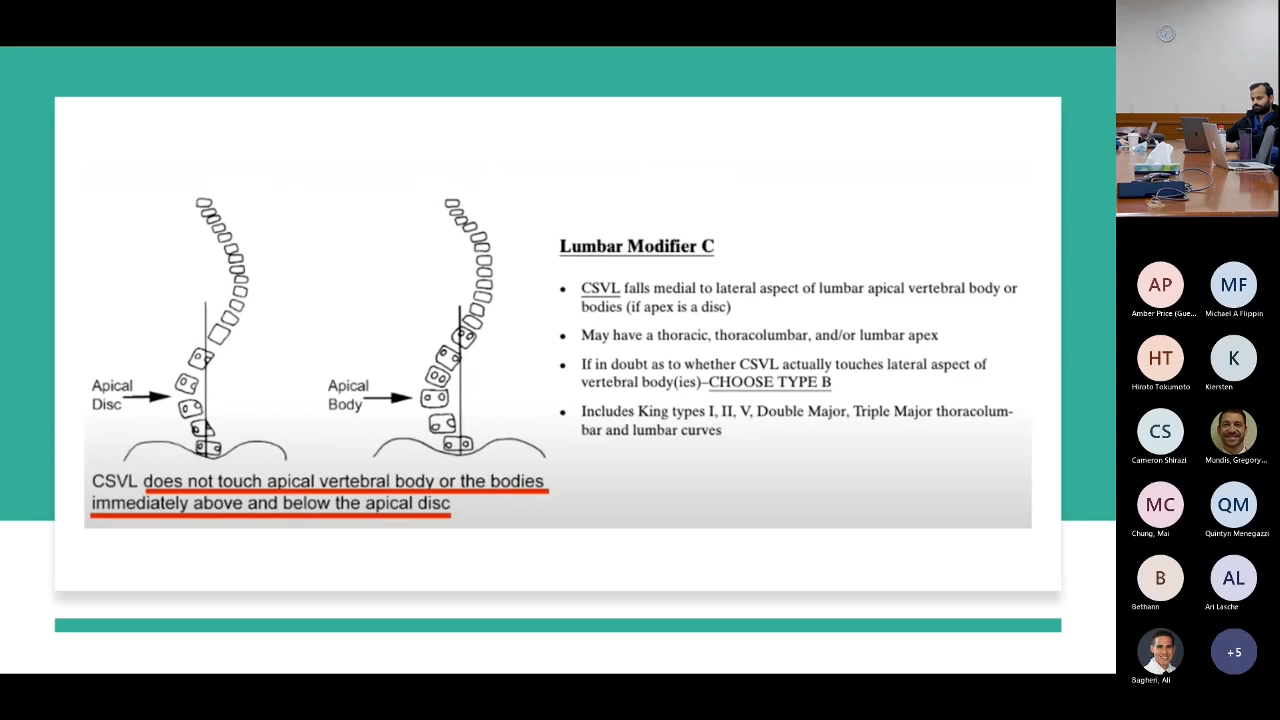 Lumbar Modifier C
• CSVL falls medial to lateral aspect of lumbar apical vertebral body or
bodies (if apex is a disc)
• May have a thoracic, thoracolumbar, and/or lumbar apex
• If in doubt as to whether CSVL actually touches lateral aspect of
vertebral body(ies)–CHOOSE TYPE B
• Includes King types I, II, V, Double Major, Triple Major thoracolum-
bar and lumbar curves
Apical
Disc
Apical
Body
CSVL does not touch apical vertebral body or the bodies
immediately above and below the apical disc
AP
Amber Price (Gue...
MF
Michael A Flippin
HT
Hiroto Tokumoto
K
Kiersten
CS
Cameron Shirazi
Mundis, Gregory...
MC
Chung, Mai
QM
Quintyn Menegazzi
B
Bethann
AL
Ari Lasche
Bagheri, Ali
+5